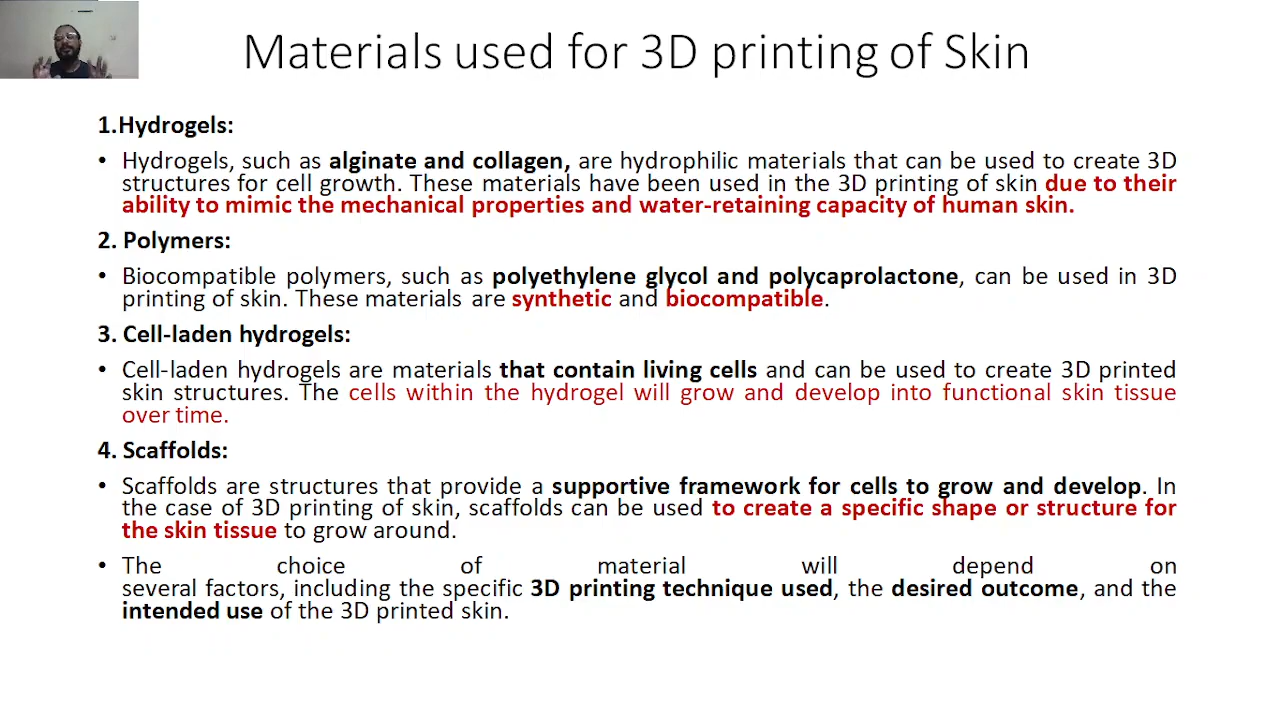 Materials used for 3D printing of Skin
1.Hydrogels:
• Hydrogels, such as alginate and collagen, are hydrophilic materials that can be used to create 3D
structures for cell growth. These materials have been used in the 3D printing of skin due to their
ability to mimic the mechanical properties and water-retaining capacity of human skin.
2. Polymers:
• Biocompatible polymers, such as polyethylene glycol and polycaprolactone, can be used in 3D
printing of skin. These materials are synthetic and biocompatible.
3. Cell-laden hydrogels:
• Cell-laden hydrogels are materials that contain living cells and can be used to create 3D printed
skin structures. The cells within the hydrogel will grow and develop into functional skin tissue
over time.
4. Scaffolds:
• Scaffolds are structures that provide a supportive framework for cells to grow and develop. In
the case of 3D printing of skin, scaffolds can be used to create a specific shape or structure for
the skin tissue to grow around.
• The choice of material will depend on
several factors, including the specific 3D printing technique used, the desired outcome, and the
intended use of the 3D printed skin.